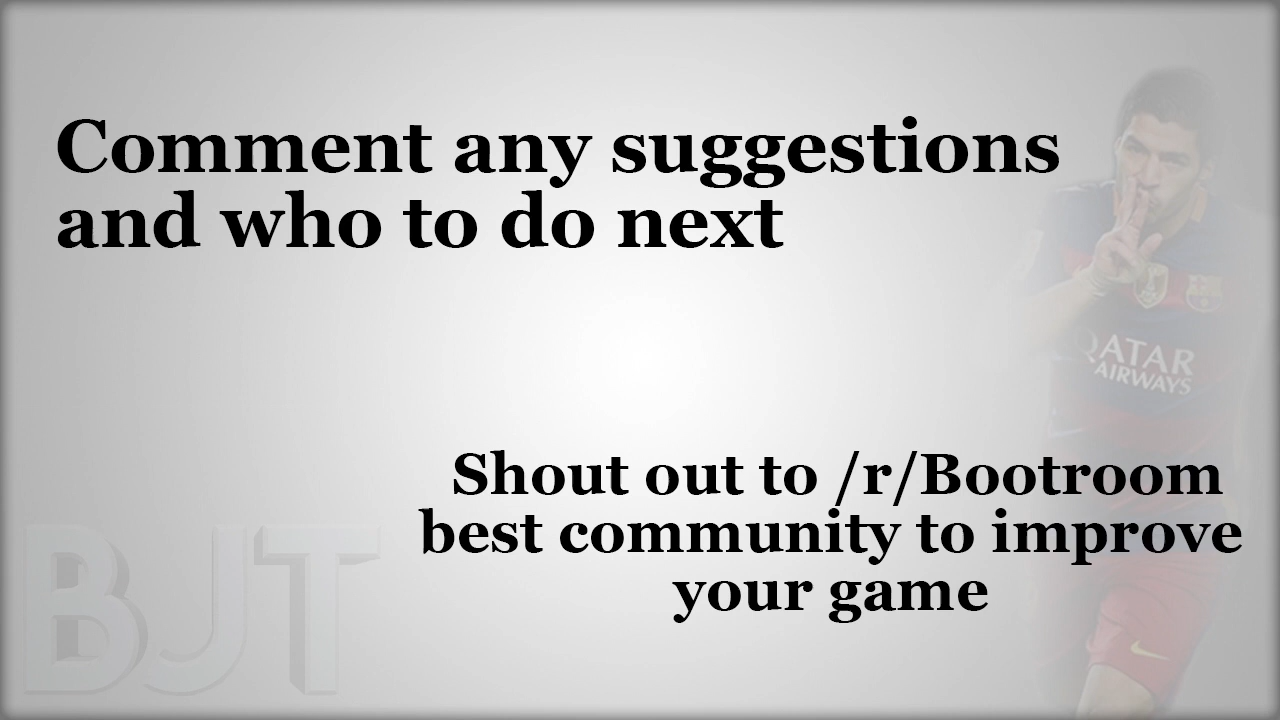 Comment any suggestions
and who to do next
QATAR
AIRWAYS
Shout out to /r/Bootroom
best community to improve
your game
BJT